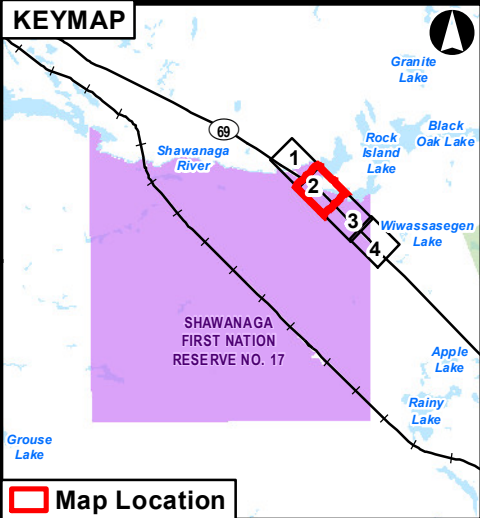 KEYMAP
Granite
Lake
69
Black
Oak Lake
Rock
Island
Lake
Shawanaga
River
1
2
3
4
Wiwassasegen
Lake
SHAWANAGA
FIRST NATION
RESERVE NO. 17
Apple
Lake
Rainy
Lake
Grouse
Lake
Map Location